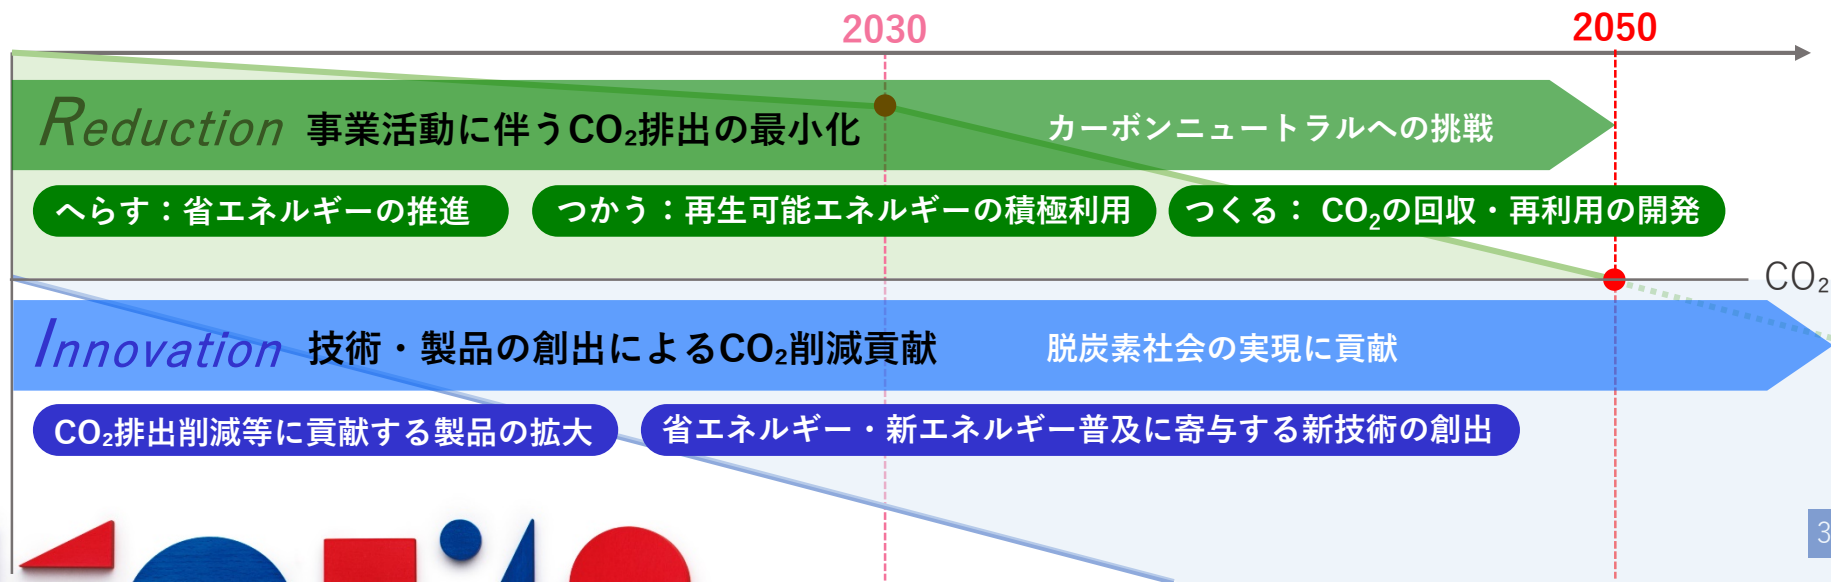 2030
2050
Reduction 事業活動に伴うCO₂排出の最小化 カーボンニュートラルへの挑戦
へらす：省エネルギーの推進 つかう：再生可能エネルギーの積極利用 つくる： CO₂の回収・再利用の開発
CO₂
Innovation 技術・製品の創出によるCO₂削減貢献 脱炭素社会の実現に貢献
CO₂排出削減等に貢献する製品の拡大 省エネルギー・新エネルギー普及に寄与する新技術の創出
3